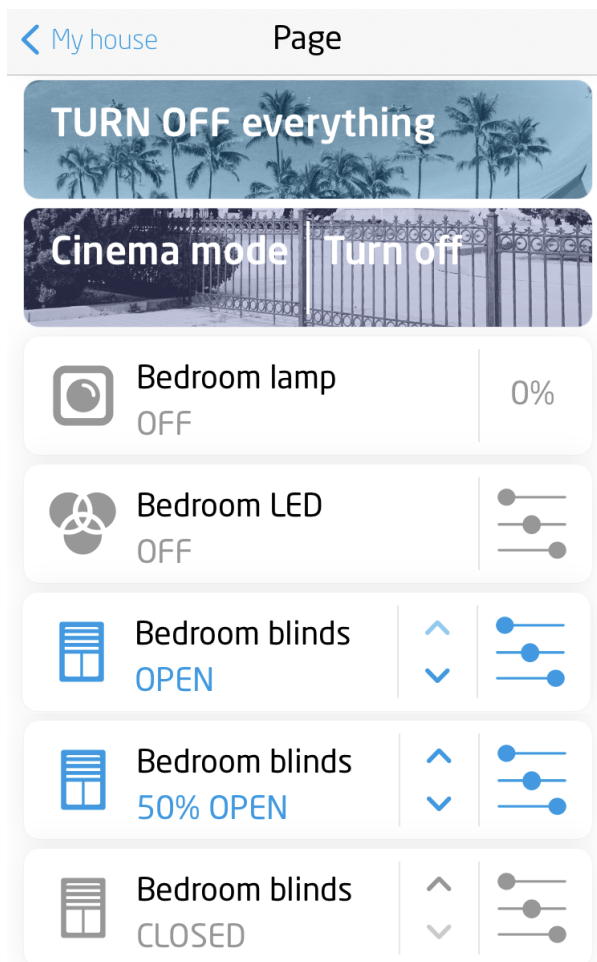 My house
Page
TURN OFF everything
Cinema mode | Turn off
Bedroom lamp
OFF
0%
Bedroom LED
OFF
Bedroom blinds
OPEN
Bedroom blinds
50% OPEN
Bedroom blinds
CLOSED